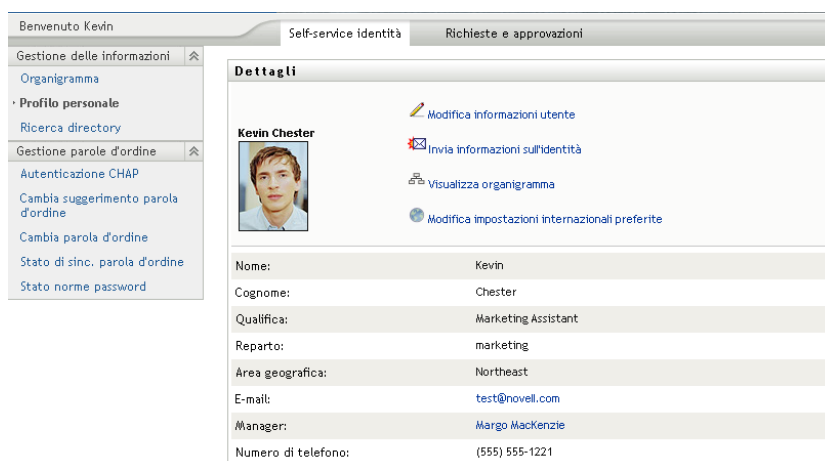 Benvenuto Kevin
Self-service identità
Richieste e approvazioni
Gestione delle informazioni
Organigramma
Profilo personale
Ricerca directory
Gestione parole d'ordine
Autenticazione CHAP
Cambia suggerimento parola
d'ordine
Cambia parola d'ordine
Stato di sinc. parola d'ordine
Stato norme password
Dettagli
Kevin Chester
Modifica informazioni utente
Invia informazioni sull'identità
Visualizza organigramma
Modifica impostazioni internazionali preferite
Nome: Kevin
Cognome: Chester
Qualifica: Marketing Assistant
Reparto: marketing
Area geografica: Northeast
E-mail: test@novell.com
Manager: Margo MacKenzie
Numero di telefono: (555) 555-1221